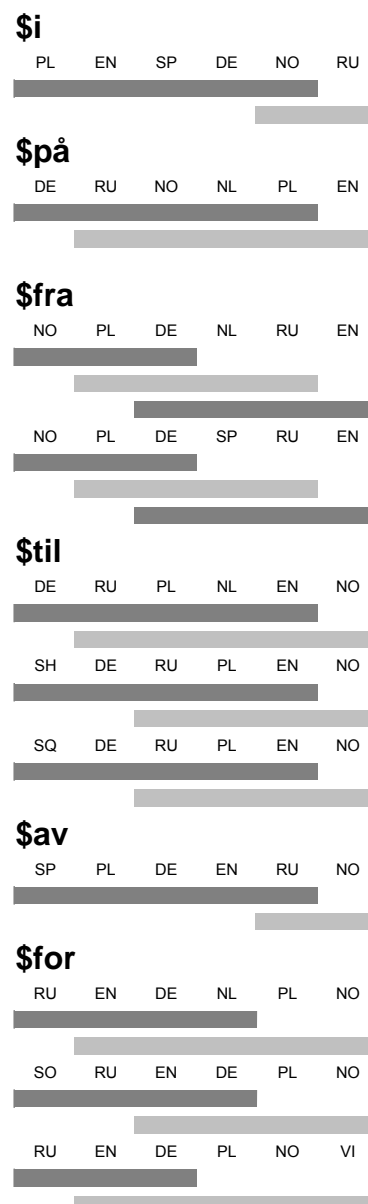 $i
PL EN SP DE NO RU
$på
DE RU NO NL PL EN
$fra
NO PL DE NL RU EN
NO PL DE SP RU EN
$til
DE RU PL NL EN NO
SH DE RU PL EN NO
SQ DE RU PL EN NO
$av
SP PL DE EN RU NO
$for
RU EN DE NL PL NO
SO RU EN DE PL NO
RU EN DE PL NO VI